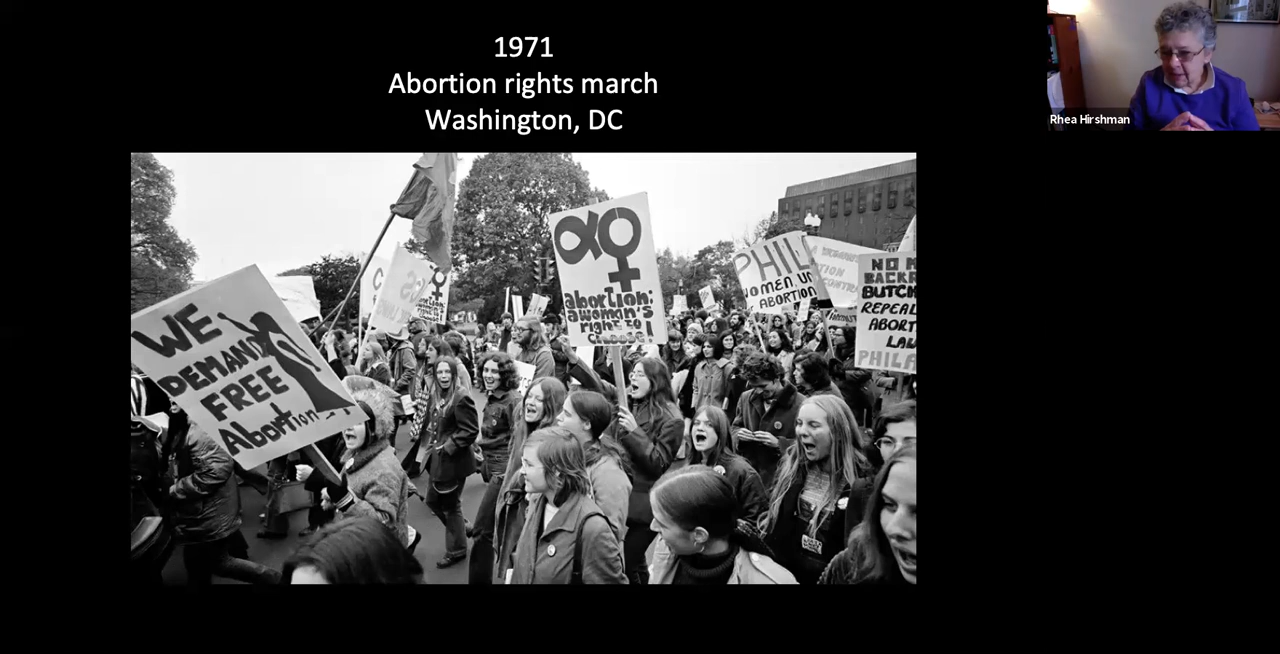 1971
Abortion rights march
Washington, DC
Rhea Hirshman
WE
DEMAND
FREE
Abortion
abortion:
a woman's
right to
choose!
PHIL
WOMEN
ABORTION
NO M
BACKR
BUTCH
REPEAL
ABORT
LAW
PHILA